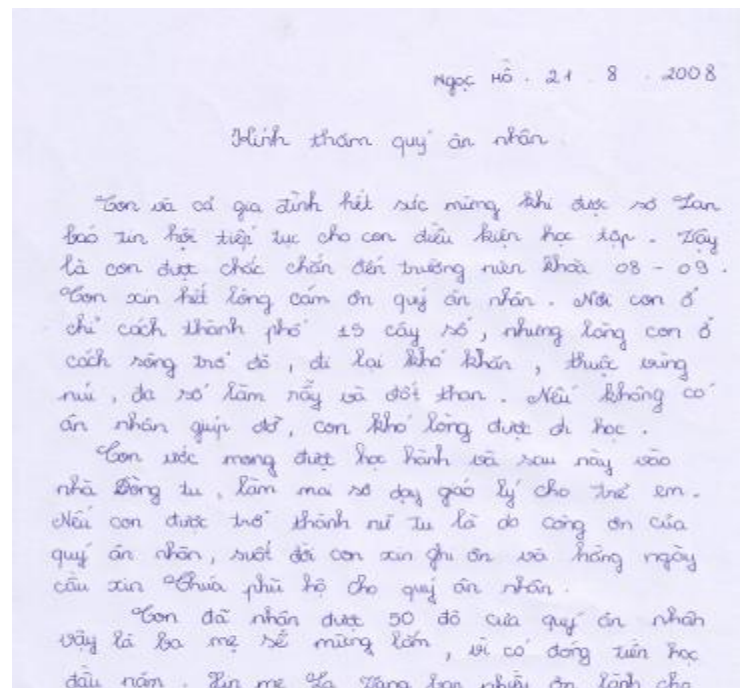 Ngọc Hồ . 21 . 8 . 2008
Kính thăm quý ân nhân .
Con và cả gia đình hết sức mừng khi được sơ Lan
báo tin hội tiếp tục cho con điều kiện học tập . Vậy
là con được chắc chắn đến trường niên khoá 08 - 09 .
Con xin hết lòng cám ơn quý ân nhân . Nơi con ở
chỉ cách thành phố 15 cây số , nhưng làng con ở
cách sông trở đò , đi lại khó khăn , thuộc vùng
núi , đa số làm rẫy và đốt than . Nếu không có
ân nhân giúp đỡ , con khó lòng được đi học .
Con ước mong được học hành và sau này vào
nhà Dòng tu , làm mai sơ dạy giáo lý cho trẻ em .
Nếu con được trở thành nữ tu là do công ơn của
quý ân nhân , suốt đời con xin ghi ơn và hằng ngày
cầu xin Chúa phù hộ cho quý ân nhân .
Con đã nhận được 50 đô của quý ân nhân
vậy là ba mẹ sẽ mừng lắm , vì có đóng tiền học
đầu năm . Xin mẹ La Vang ban nhiều ơn lành cho